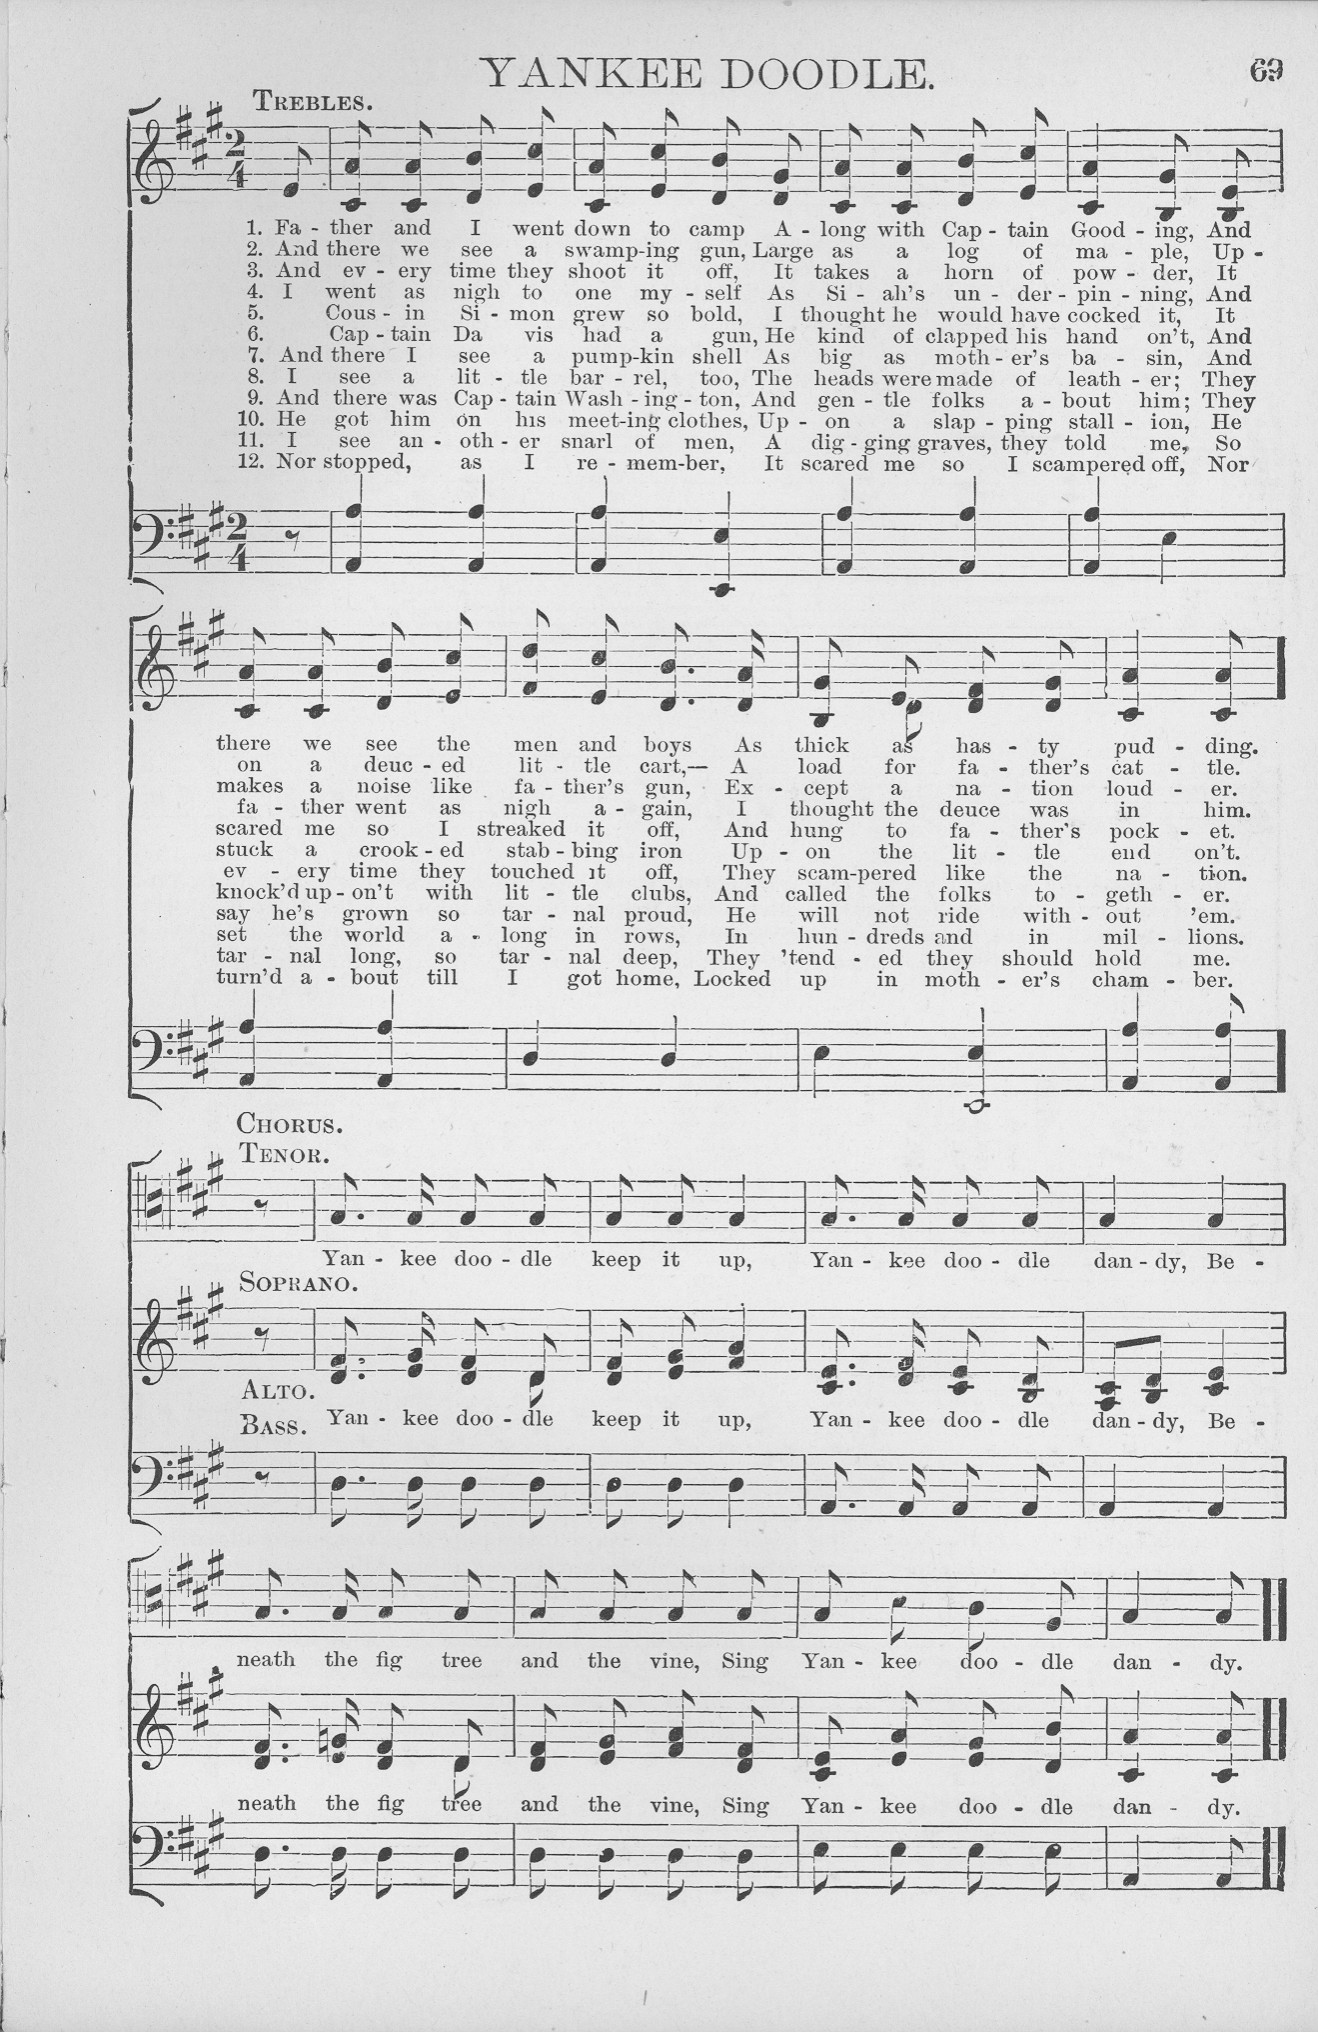 YANKEE DOODLE. 69
TREBLES.
1. Fa - ther and I went down to camp A - long with Cap - tain Good - ing, And
2. And there we see a swamp-ing gun, Large as a log of ma - ple, Up -
3. And ev - ery time they shoot it off, It takes a horn of pow - der, It
4. I went as nigh to one my - self As Si - ah's un - der - pin - ning, And
5. Cous - in Si - mon grew so bold, I thought he would have cocked it, It
6. Cap - tain Da vis had a gun, He kind of clapped his hand on't, And
7. And there I see a pump-kin shell As big as moth - er's ba - sin, And
8. I see a lit - tle bar - rel, too, The heads were made of leath - er; They
9. And there was Cap - tain Wash - ing - ton, And gen - tle folks a - bout him; They
10. He got him on his meet-ing clothes, Up - on a slap - ping stall - ion, He
11. I see an - oth - er snarl of men, A dig - ging graves, they told me, So
12. Nor stopped, as I re - mem-ber, It scared me so I scampered off, Nor
there we see the men and boys As thick as has - ty pud - ding.
on a deuc - ed lit - tle cart,— A load for fa - ther's cat - tle.
makes a noise like fa - ther's gun, Ex - cept a na - tion loud - er.
fa - ther went as nigh a - gain, I thought the deuce was in him.
scared me so I streaked it off, And hung to fa - ther's pock - et.
stuck a crook - ed stab - bing iron Up - on the lit - tle end on't.
ev - ery time they touched it off, They scam-pered like the na - tion.
knock'd up - on't with lit - tle clubs, And called the folks to - geth - er.
say he's grown so tar - nal proud, He will not ride with - out 'em.
set the world a - long in rows, In hun - dreds and in mil - lions.
tar - nal long, so tar - nal deep, They 'tend - ed they should hold me.
turn'd a - bout till I got home, Locked up in moth - er's cham - ber.
CHORUS.
TENOR.
Yan - kee doo - dle keep it up, Yan - kee doo - dle dan - dy, Be -
SOPRANO.
ALTO.
Yan - kee doo - dle keep it up, Yan - kee doo - dle dan - dy, Be -
BASS.
neath the fig tree and the vine, Sing Yan - kee doo - dle dan - dy.
neath the fig tree and the vine, Sing Yan - kee doo - dle dan - dy.